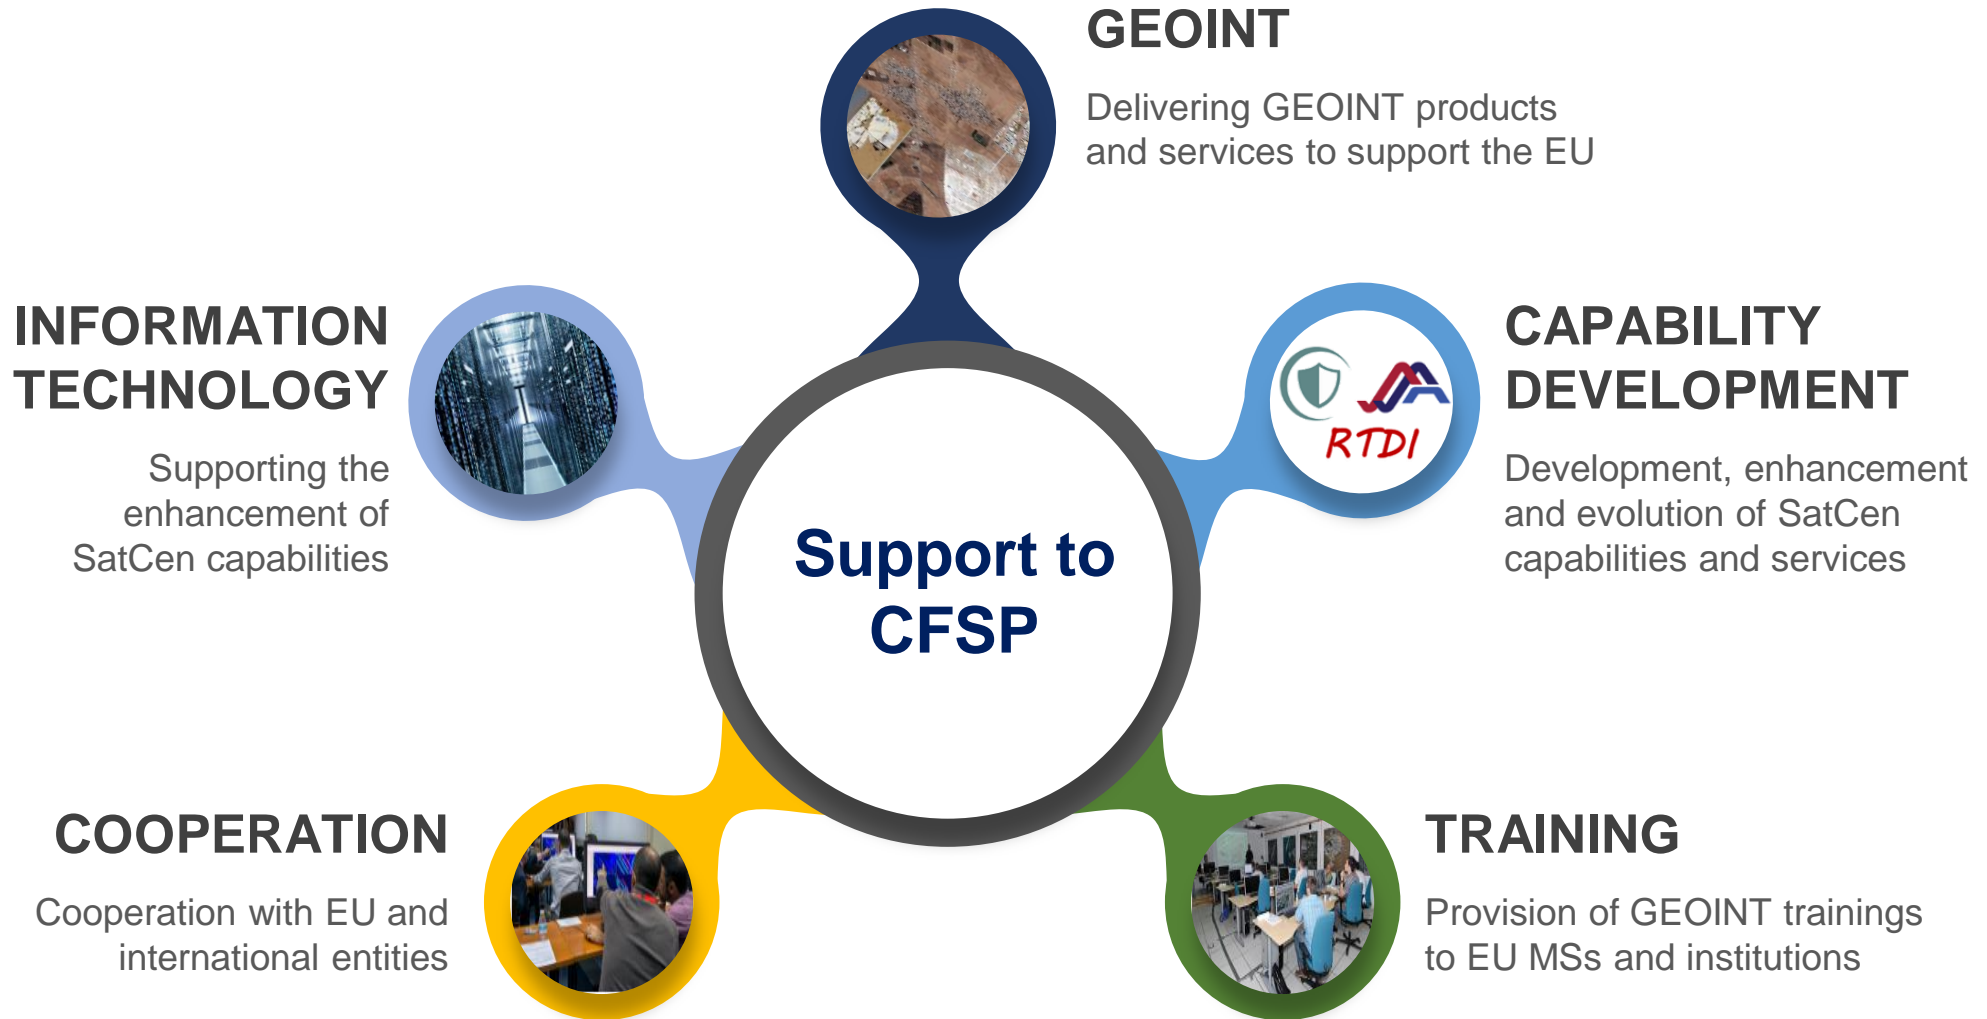 GEOINT
Delivering GEOINT products
and services to support the EU
INFORMATION
TECHNOLOGY
Supporting the
enhancement of
SatCen capabilities
RTDI
CAPABILITY
DEVELOPMENT
Development, enhancement
and evolution of SatCen
capabilities and services
Support to
CFSP
COOPERATION
Cooperation with EU and
international entities
TRAINING
Provision of GEOINT trainings
to EU MSs and institutions